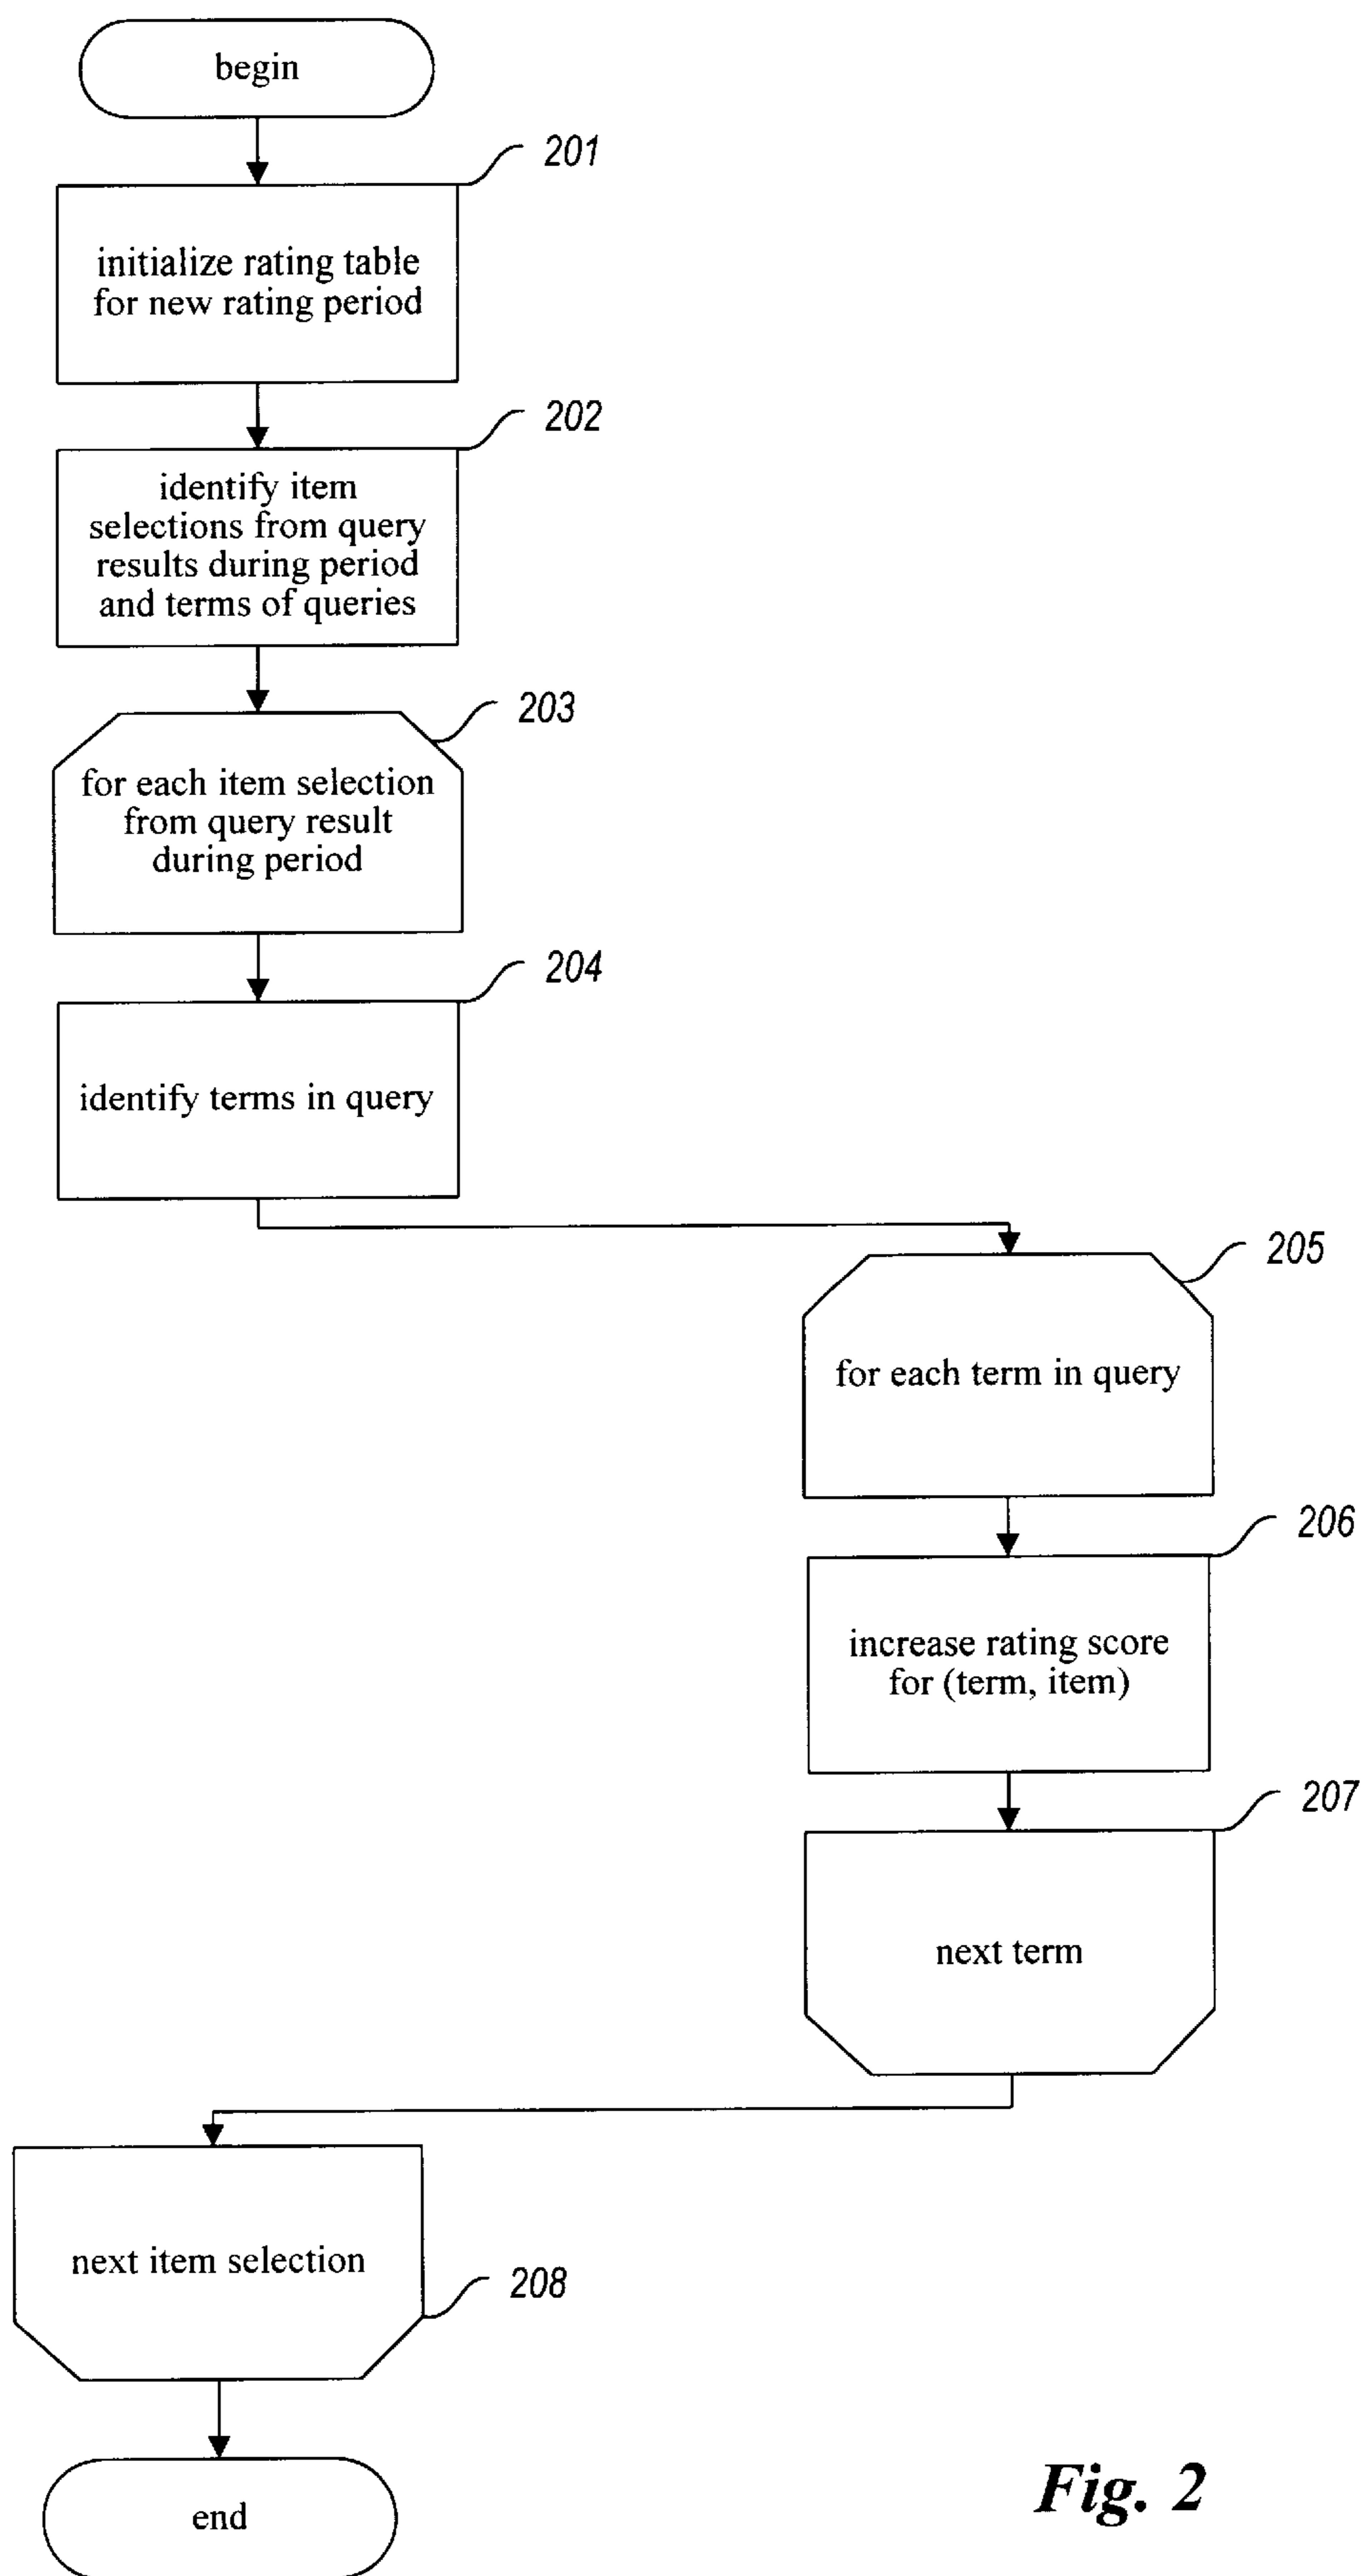 begin
201
initialize rating table
for new rating period
202
identify item
selections from query
results during period
and terms of queries
203
for each item selection
from query result
during period
204
identify terms in query
205
for each term in query
206
increase rating score
for (term, item)
207
next term
next item selection
208
end
Fig. 2